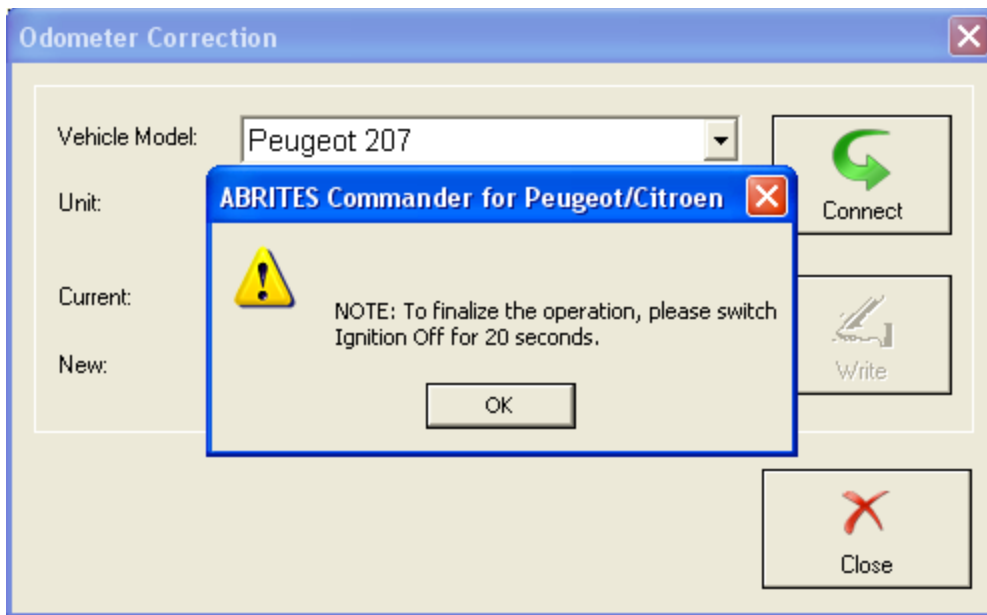 Odometer Correction
Vehicle Model:
Peugeot 207
Connect
Unit:
ABRITES Commander for Peugeot/Citroen
NOTE: To finalize the operation, please switch
Ignition Off for 20 seconds.
OK
Current:
New:
Write
Close